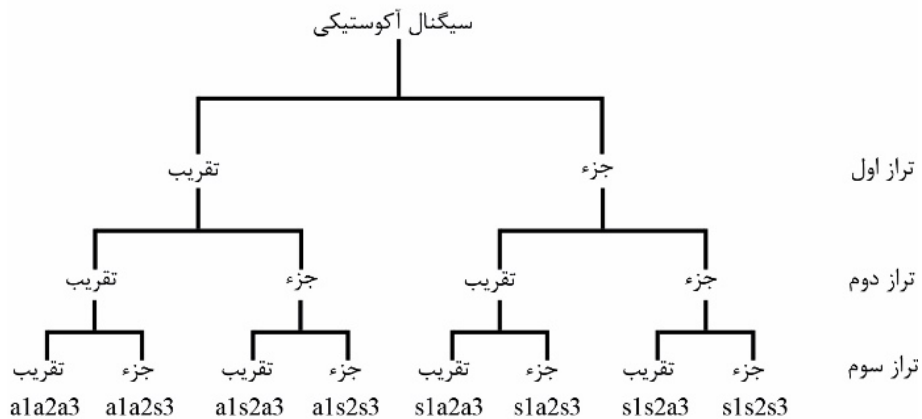 سیگنال آکوستیکی
تراز اول جزء تقریب
تراز دوم جزء تقریب جزء تقریب
تراز سوم جزء تقریب جزء تقریب جزء تقریب جزء تقریب
a1a2a3 a1a2s3 a1s2a3 a1s2s3 s1a2a3 s1a2s3 s1s2a3 s1s2s3